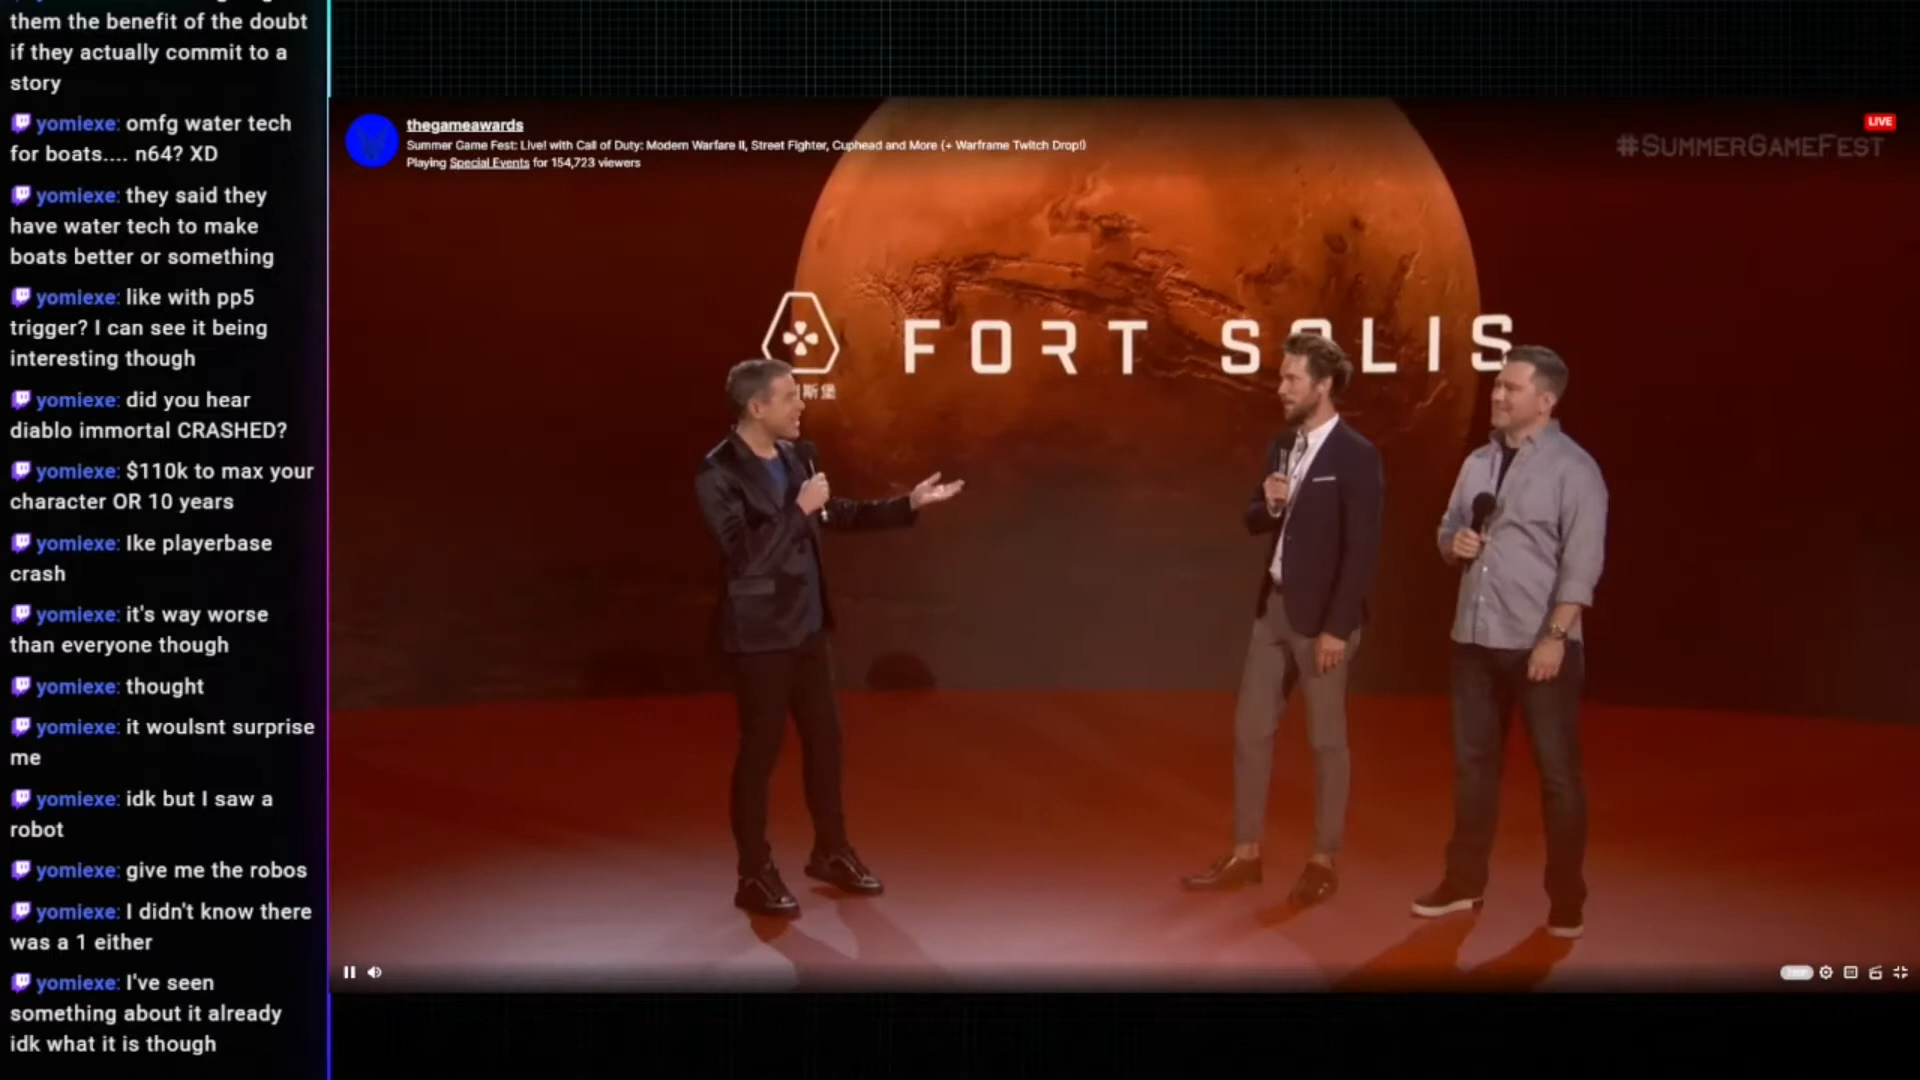 them the benefit of the doubt
if they actually commit to a
story
yomiexe: omfg water tech
for boats.... n64? XD
yomiexe: they said they
have water tech to make
boats better or something
yomiexe: like with pp5
trigger? I can see it being
interesting though
yomiexe: did you hear
diablo immortal CRASHED?
yomiexe: $110k to max your
character OR 10 years
yomiexe: Ike playerbase
crash
yomiexe: it's way worse
than everyone though
yomiexe: thought
yomiexe: it woulsnt surprise
me
yomiexe: idk but I saw a
robot
yomiexe: give me the robos
yomiexe: I didn't know there
was a 1 either
yomiexe: I've seen
something about it already
idk what it is though
thegameawards
Summer Game Fest: Live! with Call of Duty: Modern Warfare II, Street Fighter, Cuphead and More (+ Warframe Twitch Drop!)
Playing Special Events for 154,723 viewers
LIVE
#SUMMERGAMEFEST
FORT SOLIS
斯堡